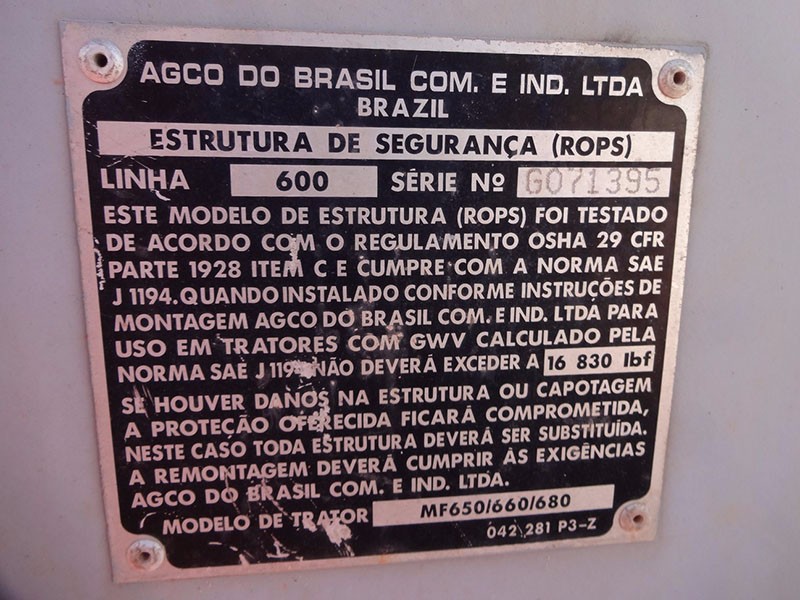 AGCO DO BRASIL COM. E IND. LTDA
BRAZIL
ESTRUTURA DE SEGURANÇA (ROPS)
LINHA 600 SÉRIE Nº G071395
ESTE MODELO DE ESTRUTURA (ROPS) FOI TESTADO
DE ACORDO COM O REGULAMENTO OSHA 29 CFR
PARTE 1928 ITEM C E CUMPRE COM A NORMA SAE
J 1194. QUANDO INSTALADO CONFORME INSTRUÇÕES DE
MONTAGEM AGCO DO BRASIL COM. E IND. LTDA PARA
USO EM TRATORES COM GWV CALCULADO PELA
NORMA SAE J 1194 NÃO DEVERÁ EXCEDER A 16 830 lbf
SE HOUVER DANOS NA ESTRUTURA OU CAPOTAGEM
A PROTEÇÃO OFERECIDA FICARÁ COMPROMETIDA,
NESTE CASO TODA ESTRUTURA DEVERÁ SER SUBSTITUÍDA.
A REMONTAGEM DEVERÁ CUMPRIR ÀS EXIGÊNCIAS
AGCO DO BRASIL COM. E IND. LTDA.
MODELO DE TRATOR MF650/660/680
042 281 P3-Z